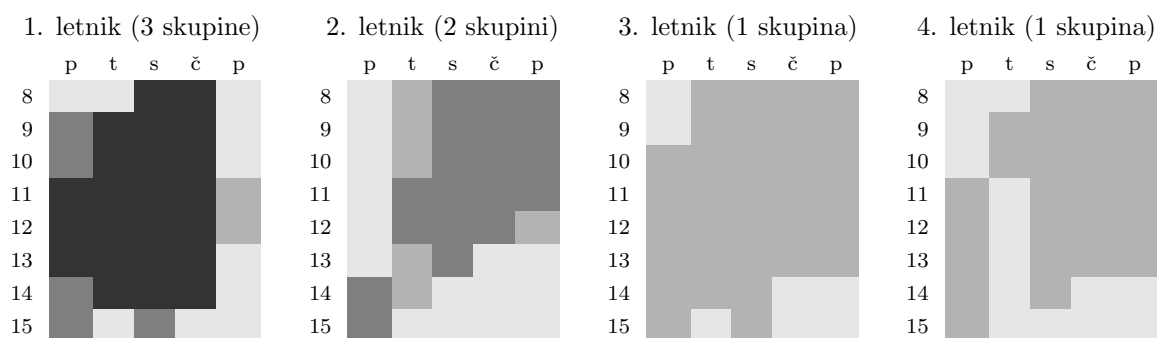 1. letnik (3 skupine) 2. letnik (2 skupini) 3. letnik (1 skupina) 4. letnik (1 skupina)
p t s č p p t s č p p t s č p p t s č p
8 8 8 8
9 9 9 9
10 10 10 10
11 11 11 11
12 12 12 12
13 13 13 13
14 14 14 14
15 15 15 15